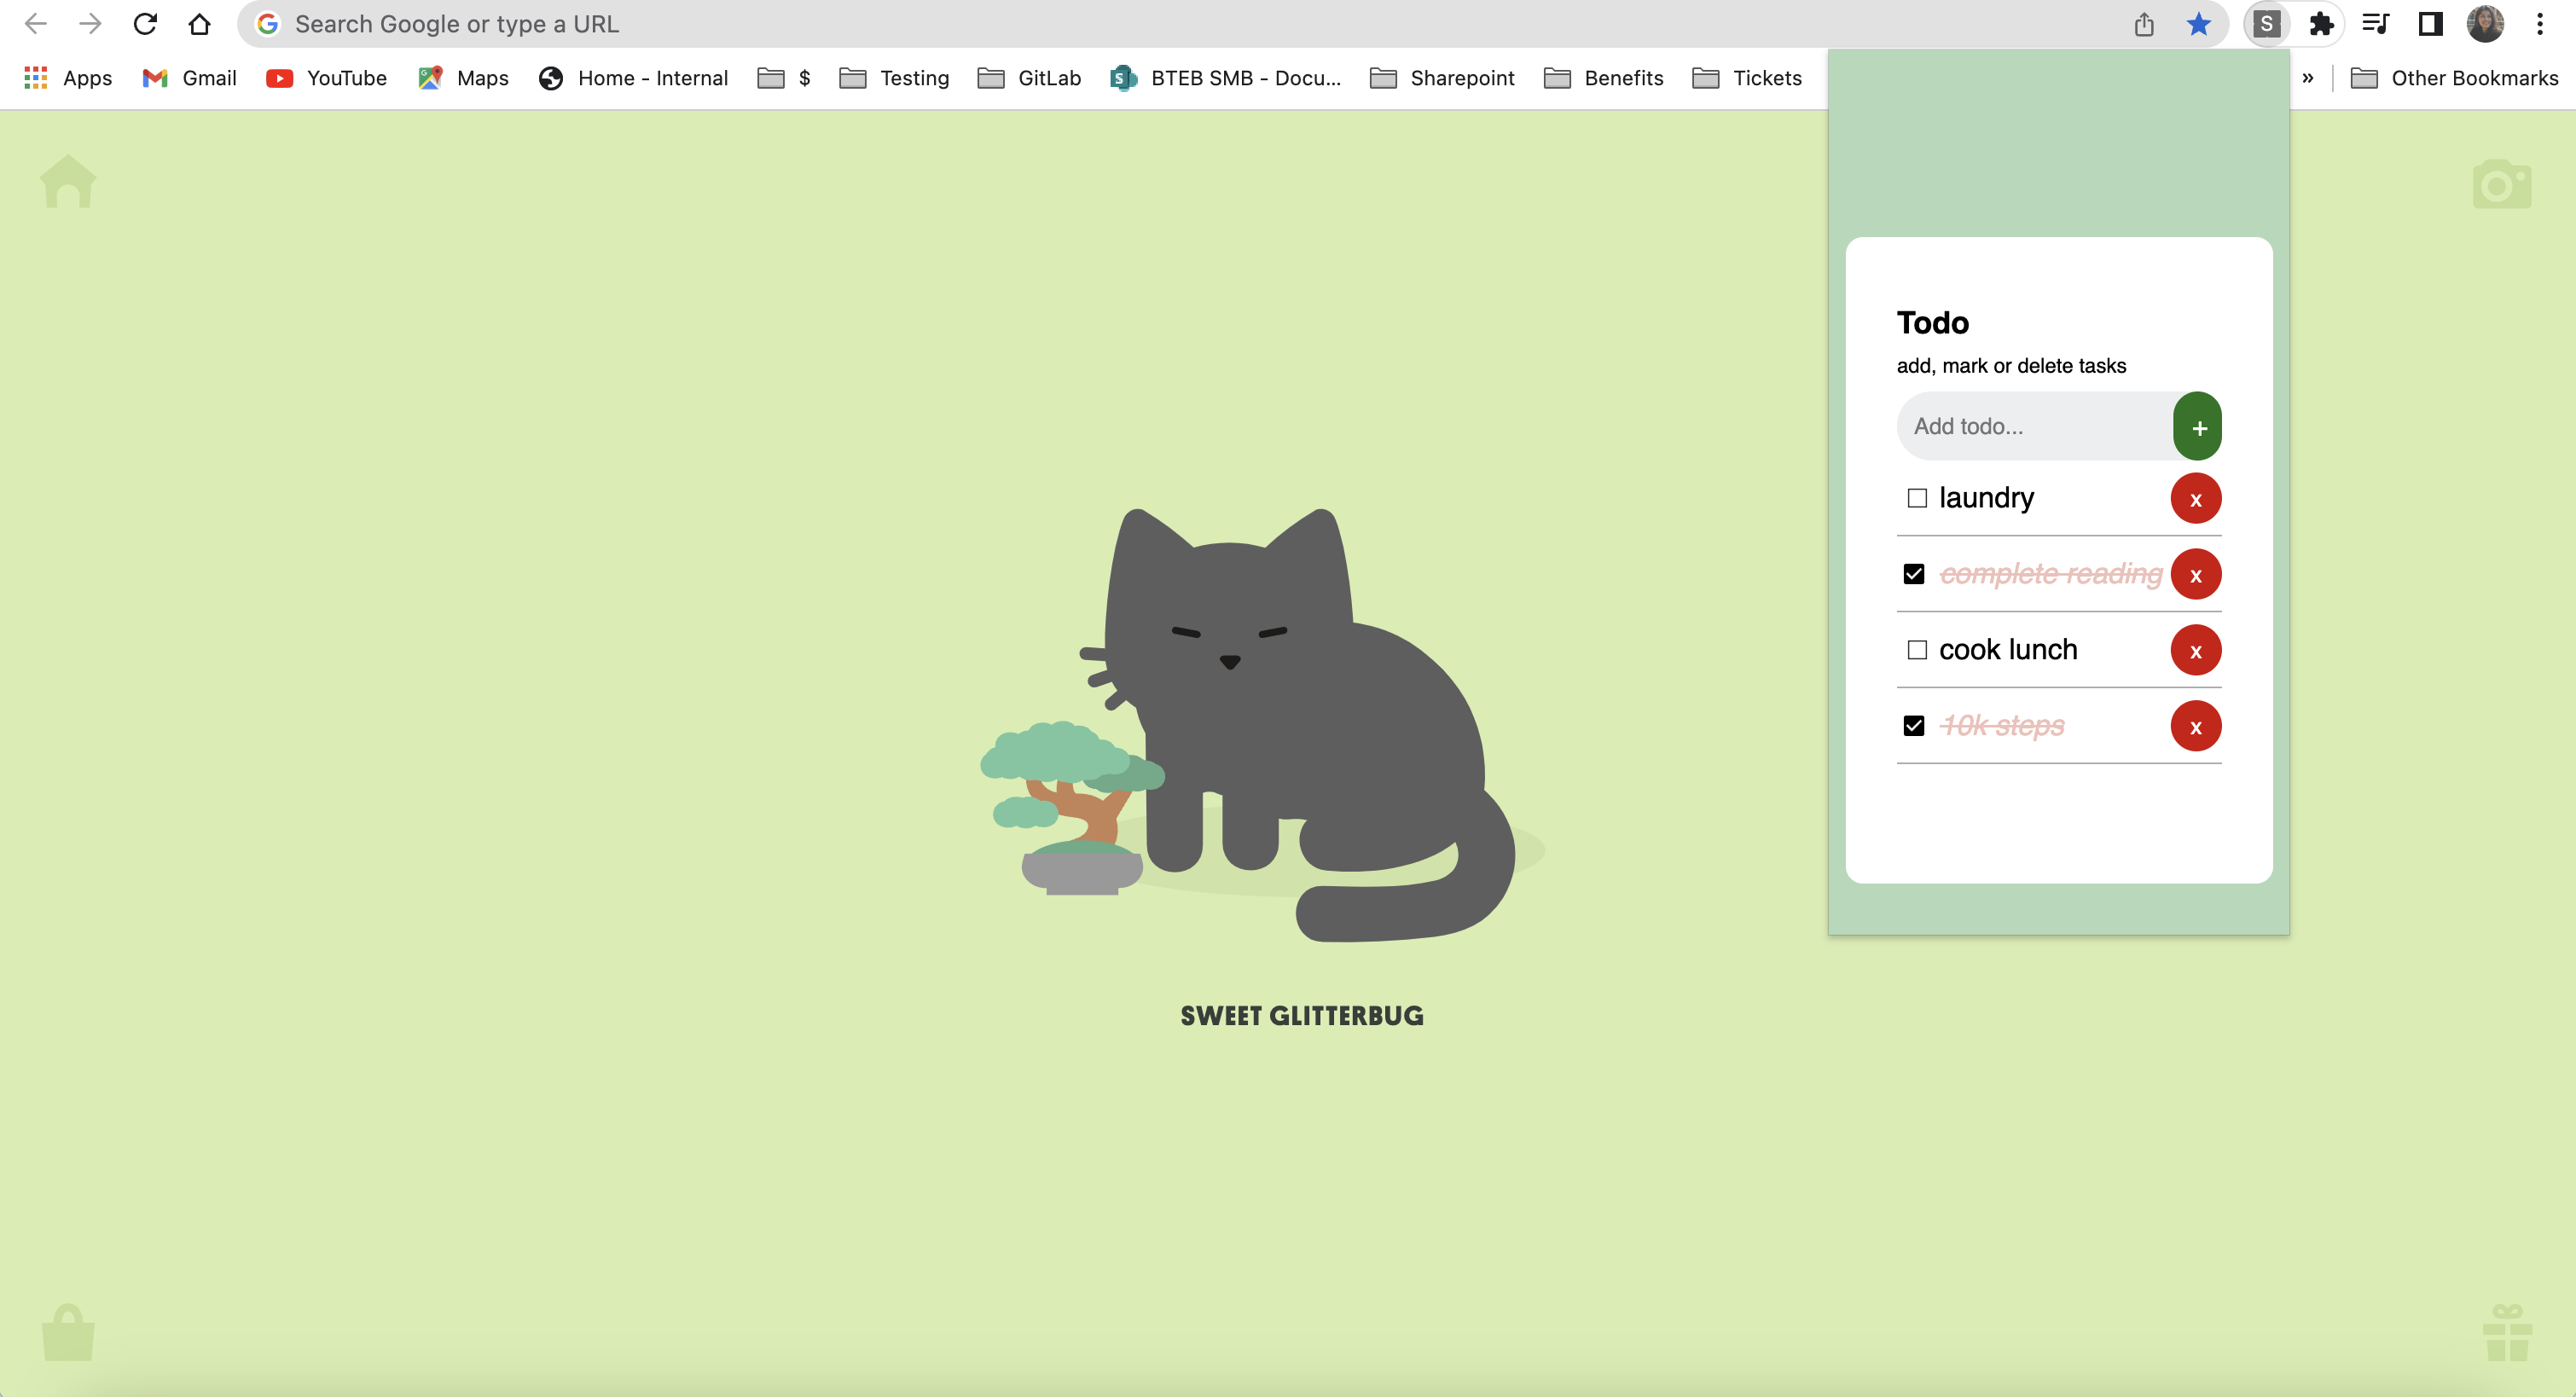 Search Google or type a URL
S
Apps Gmail YouTube Maps Home - Internal $ Testing GitLab BTEB SMB - Docu... Sharepoint Benefits Tickets » Other Bookmarks
Todo
add, mark or delete tasks
Add todo... +
laundry x
complete reading x
cook lunch x
10k steps x
SWEET GLITTERBUG